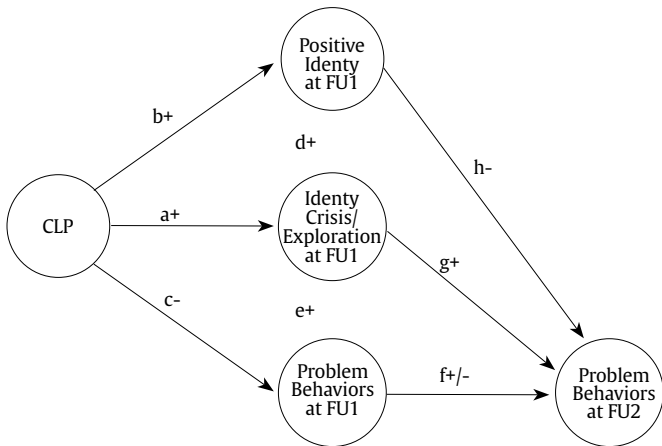 Positive
Identy
at FU1
b+
d+
h-
CLP
a+
Identy
Crisis/
Exploration
at FU1
g+
c-
e+
Problem
Behaviors
at FU1
f+/-
Problem
Behaviors
at FU2